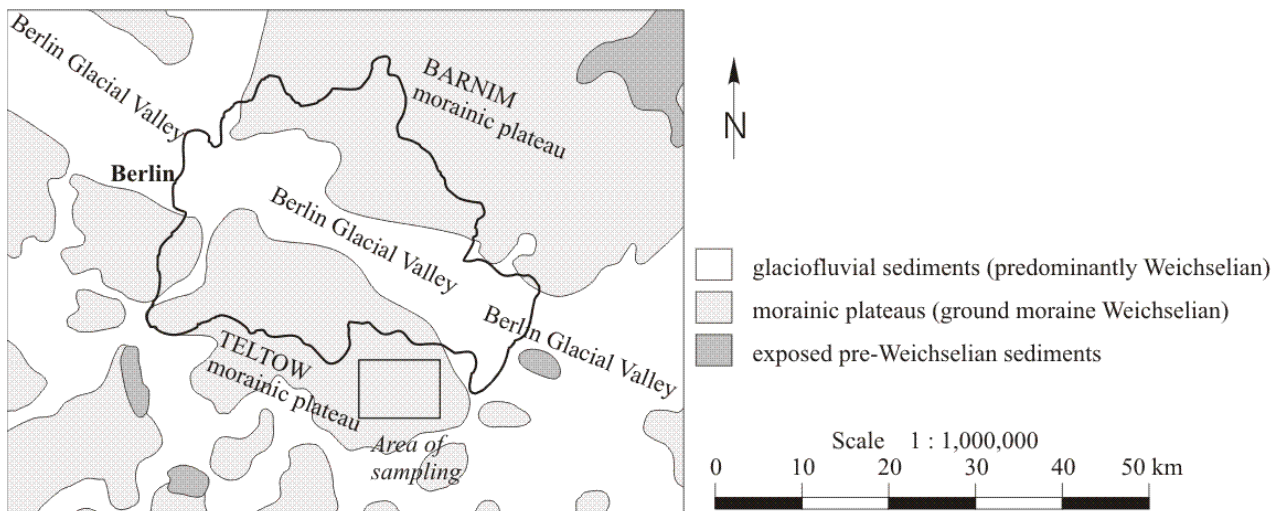 Berlin Glacial Valley
BARNIM
morainic plateau
Berlin
Berlin Glacial Valley
Berlin Glacial Valley
TELTOW
morainic plateau
Area of
sampling
N
glaciofluvial sediments (predominantly Weichselian)
morainic plateaus (ground moraine Weichselian)
exposed pre-Weichselian sediments
Scale 1 : 1,000,000
0 10 20 30 40 50 km